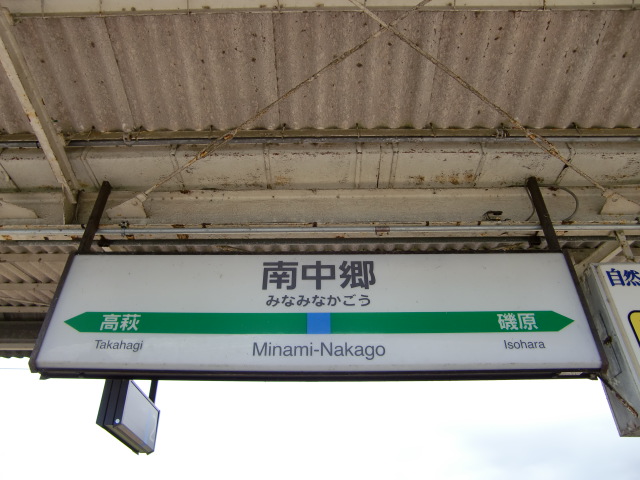 南中郷
みなみなかごう
高萩
磯原
Takahagi
Minami-Nakago
Isohara
自然